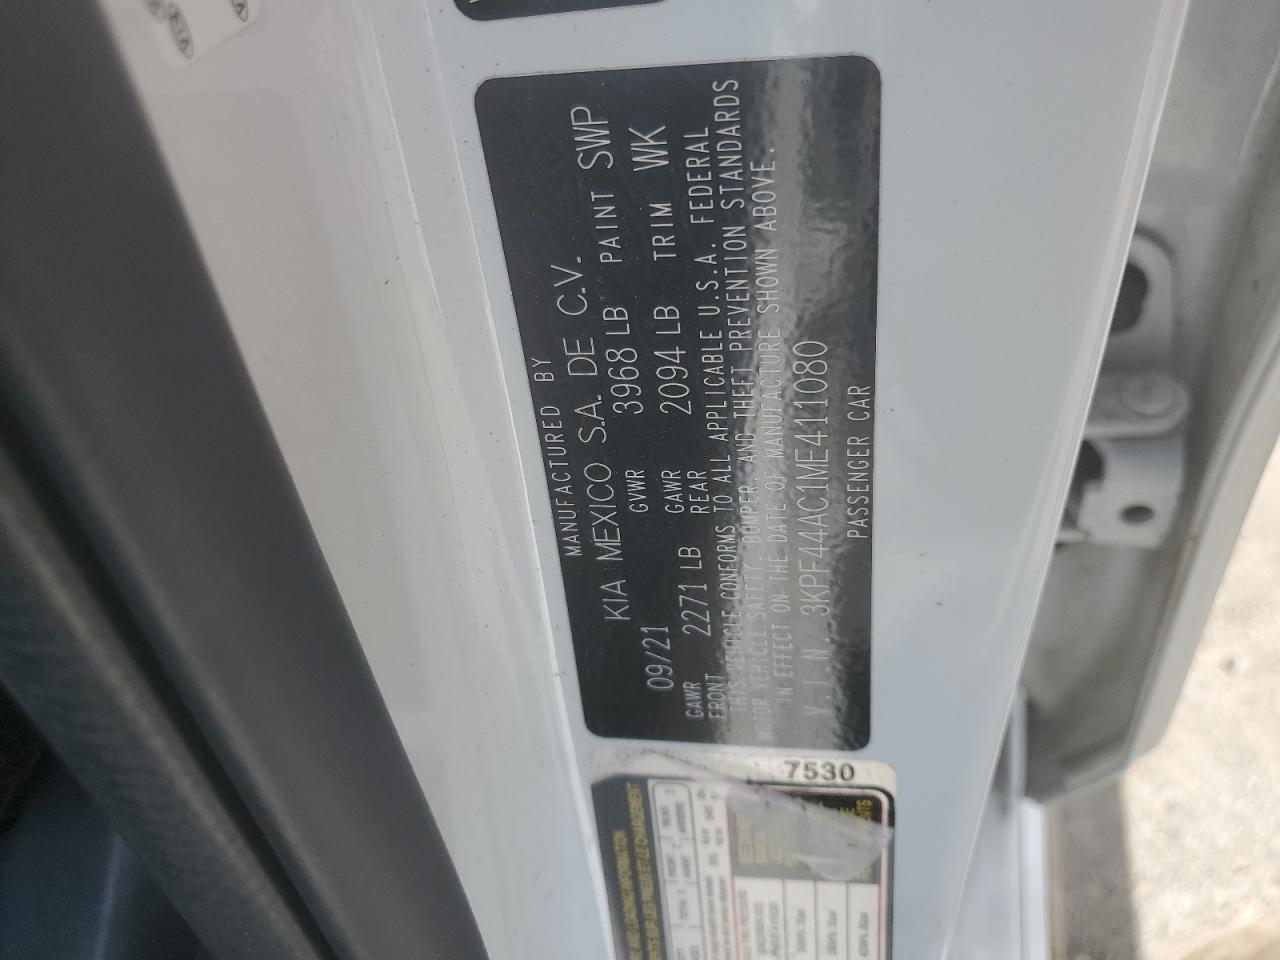 MANUFACTURED BY
KIA MEXICO S.A. DE C.V.
09/21 GVWR 3968 LB PAINT SWP
GAWR FRONT 2271 LB GAWR REAR 2094 LB TRIM WK
THIS VEHICLE CONFORMS TO ALL APPLICABLE U.S.A. FEDERAL
MOTOR VEHICLE SAFETY, BUMPER, AND THEFT PREVENTION STANDARDS
IN EFFECT ON THE DATE OF MANUFACTURE SHOWN ABOVE.
V.I.N. 3KPF44AC1ME411080
PASSENGER CAR
7530
KIA